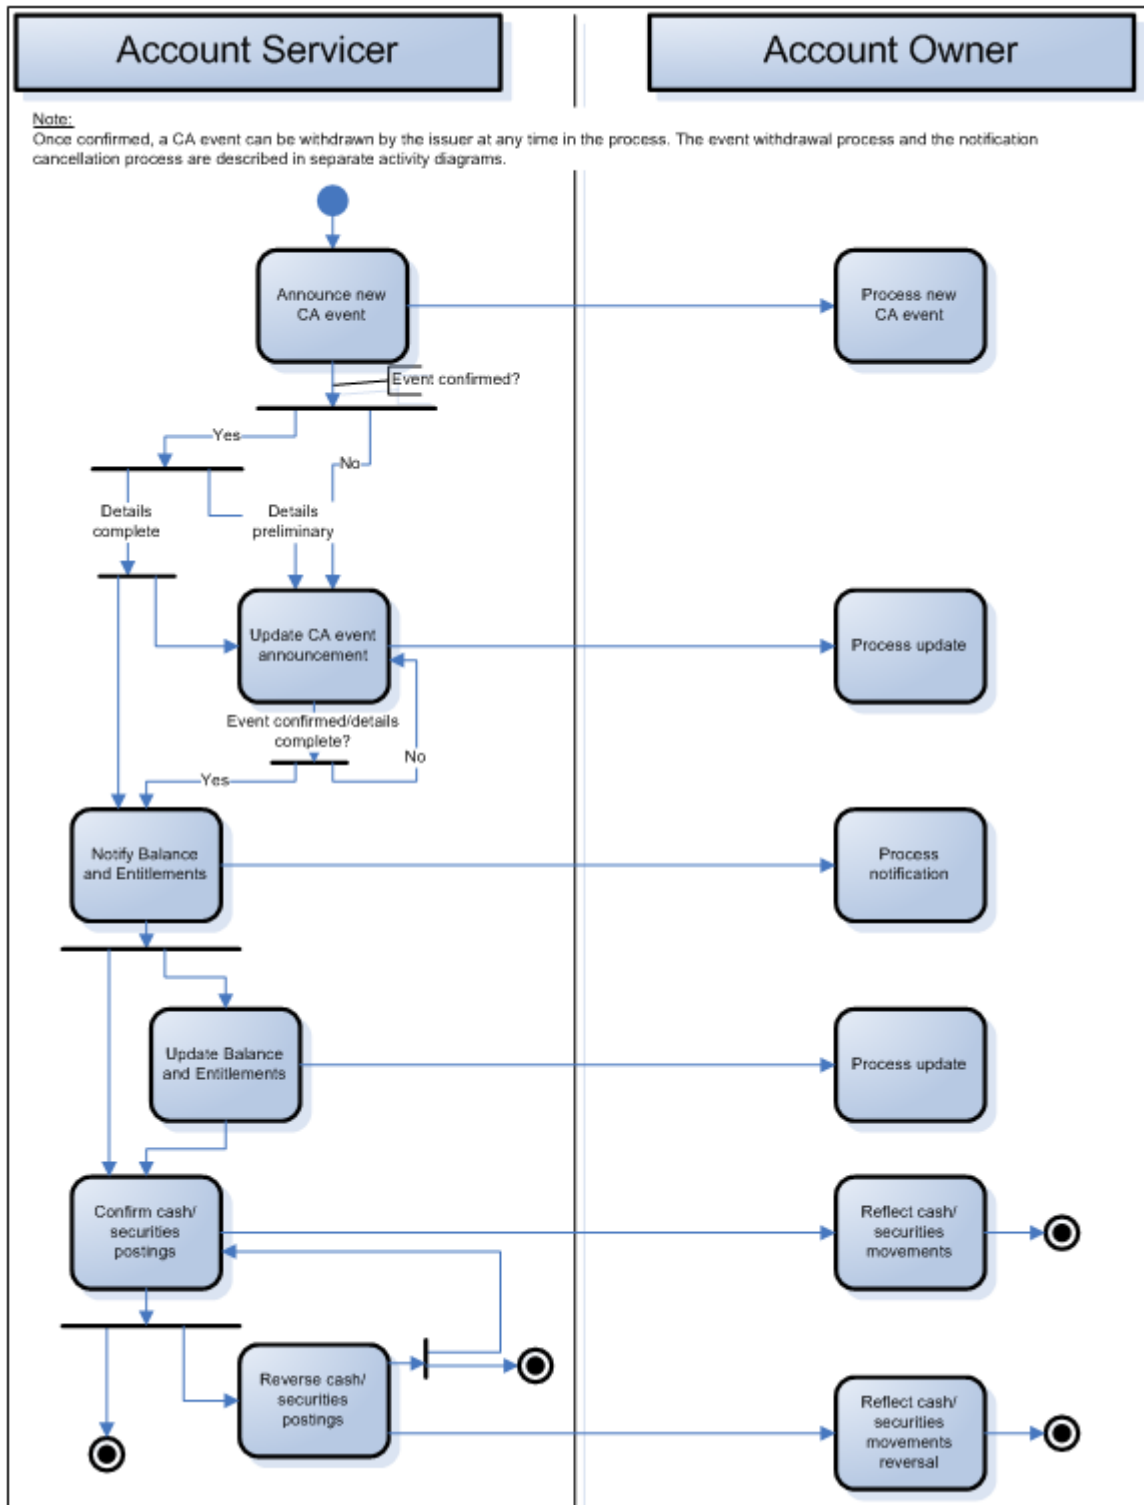 Account Servicer
Account Owner
Note:
Once confirmed, a CA event can be withdrawn by the issuer at any time in the process. The event withdrawal process and the notification
cancellation process are described in separate activity diagrams.
Announce new
CA event
Process new
CA event
Event confirmed?
Yes
No
Details
complete
Details
preliminary
Update CA event
announcement
Process update
Event confirmed/details
complete?
No
Yes
Notify Balance
and Entitlements
Process
notification
Update Balance
and Entitlements
Process update
Confirm cash/
securities
postings
Reflect cash/
securities
movements
Reverse cash/
securities
postings
Reflect cash/
securities
movements
reversal